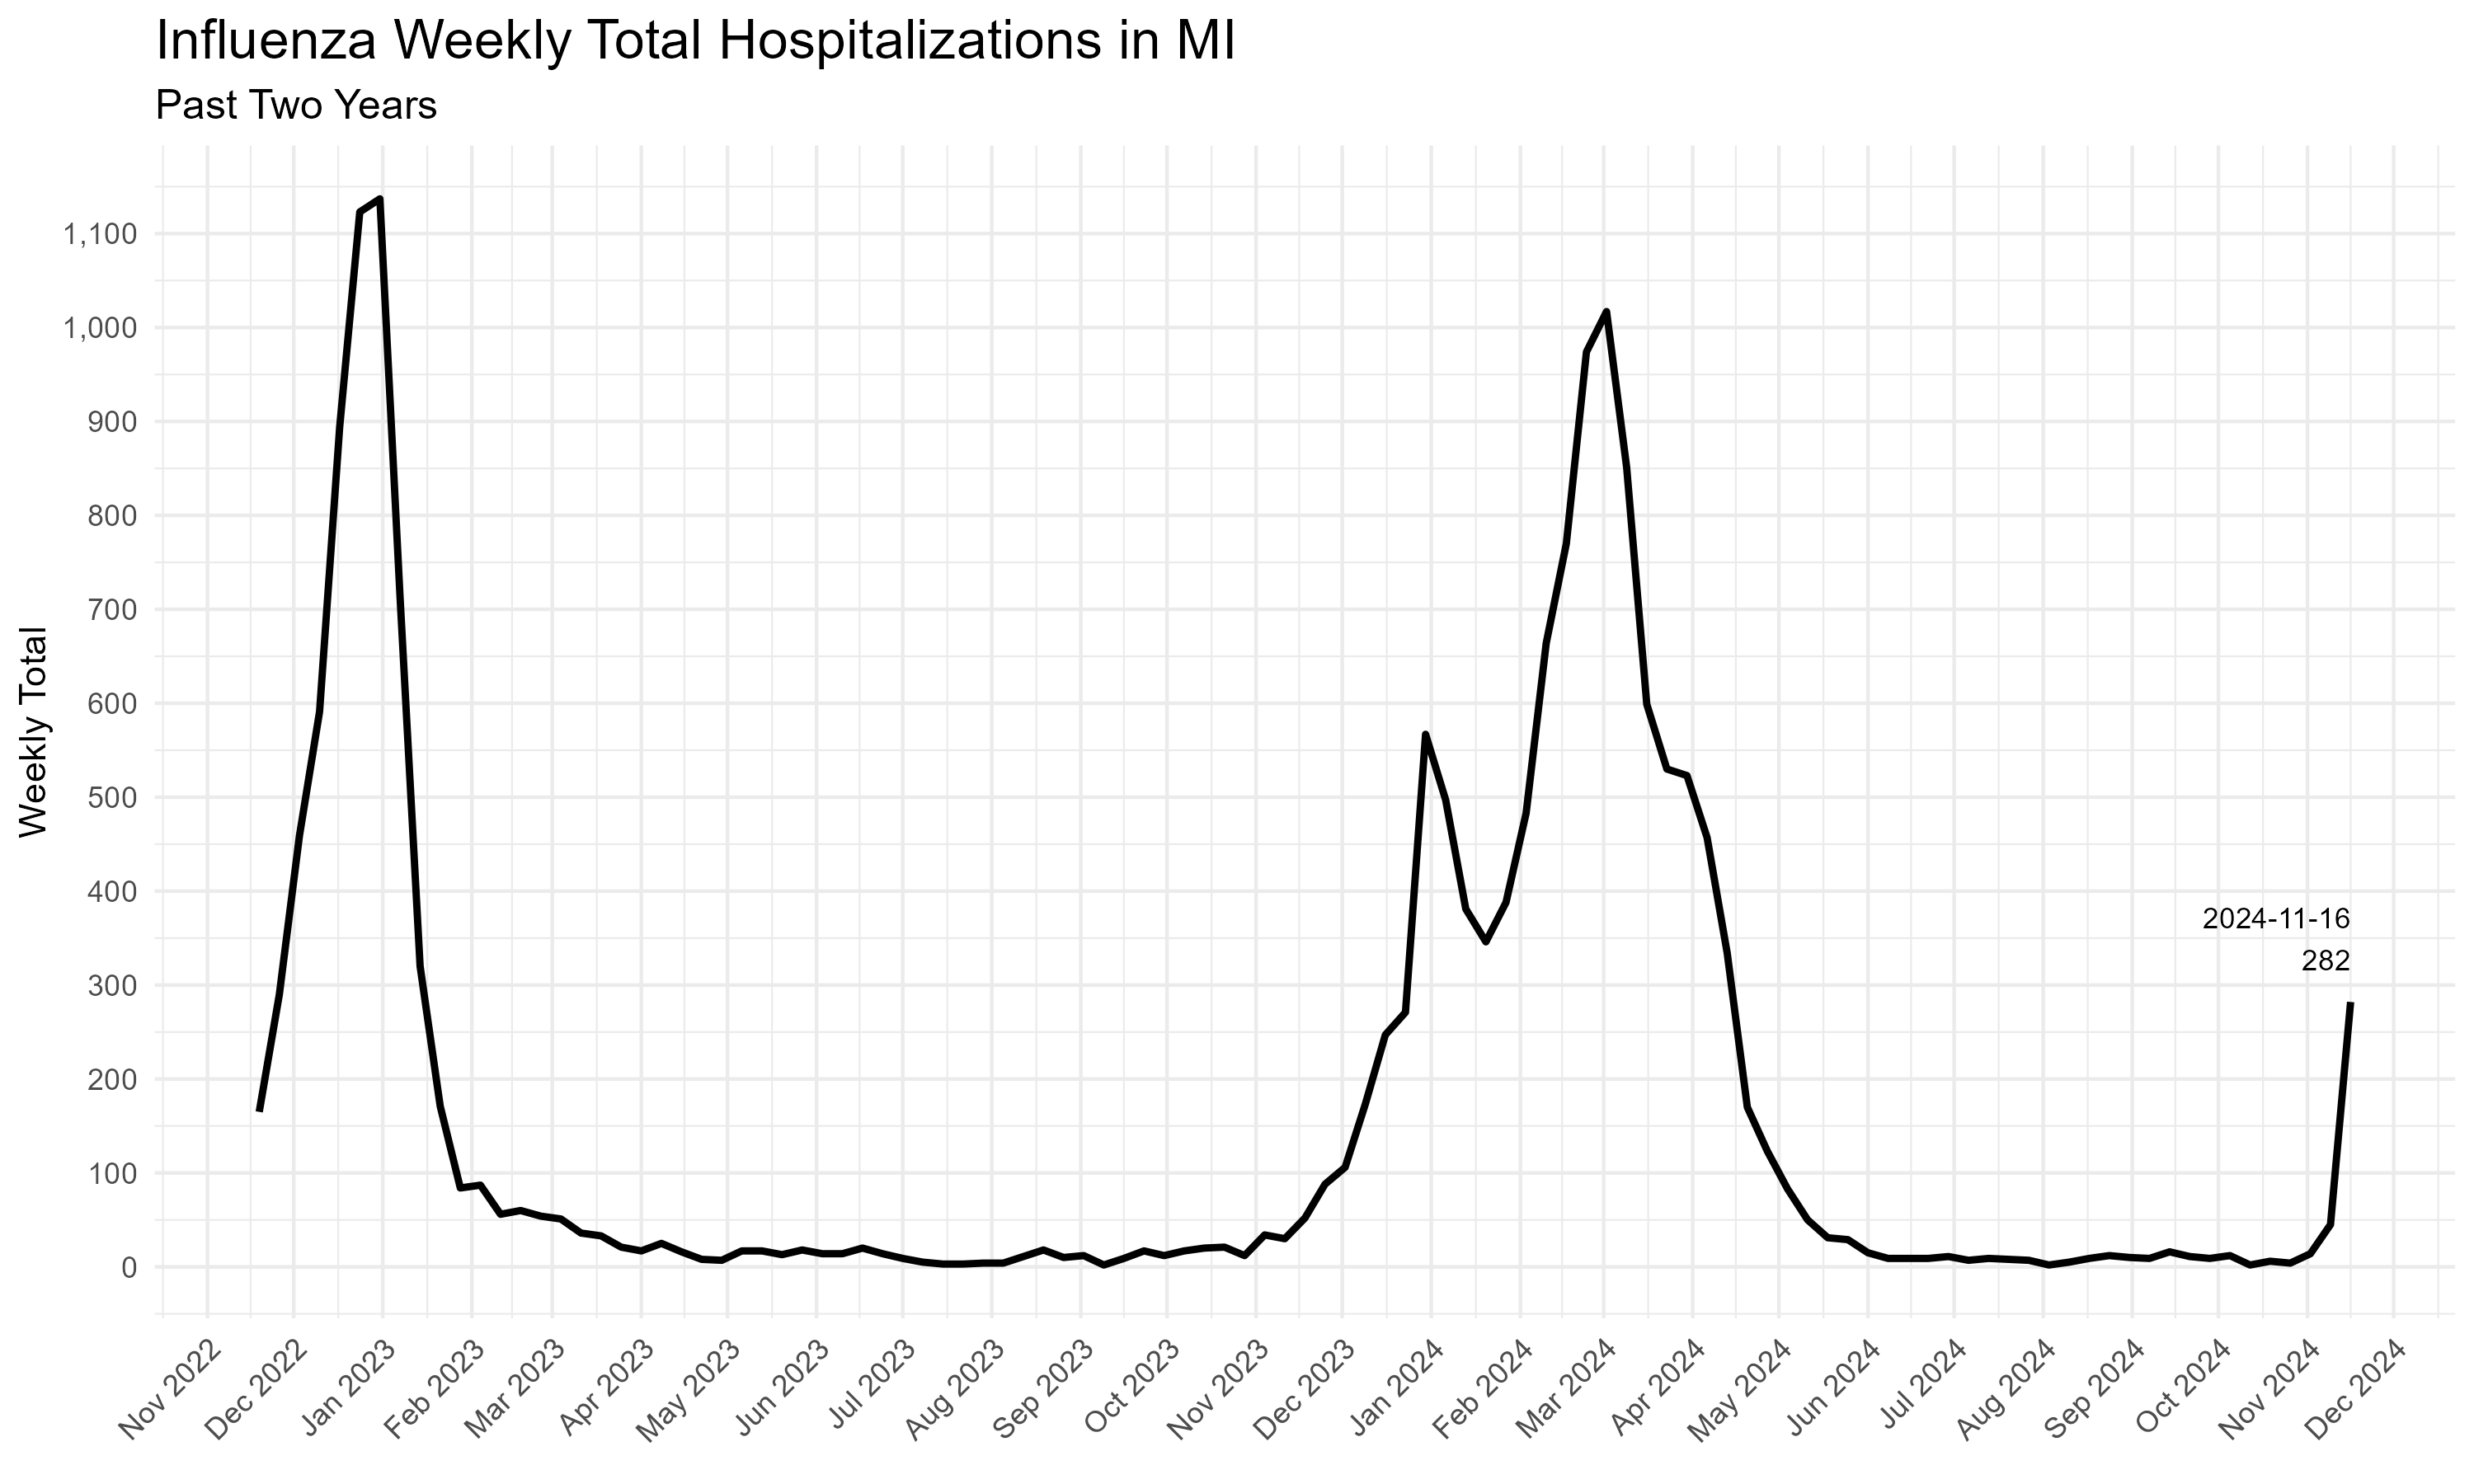 Influenza Weekly Total Hospitalizations in MI
Past Two Years
Weekly Total
1,100
1,000
900
800
700
600
500
400
300
200
100
0
2024-11-16
282
Nov 2022
Dec 2022
Jan 2023
Feb 2023
Mar 2023
Apr 2023
May 2023
Jun 2023
Jul 2023
Aug 2023
Sep 2023
Oct 2023
Nov 2023
Dec 2023
Jan 2024
Feb 2024
Mar 2024
Apr 2024
May 2024
Jun 2024
Jul 2024
Aug 2024
Sep 2024
Oct 2024
Nov 2024
Dec 2024